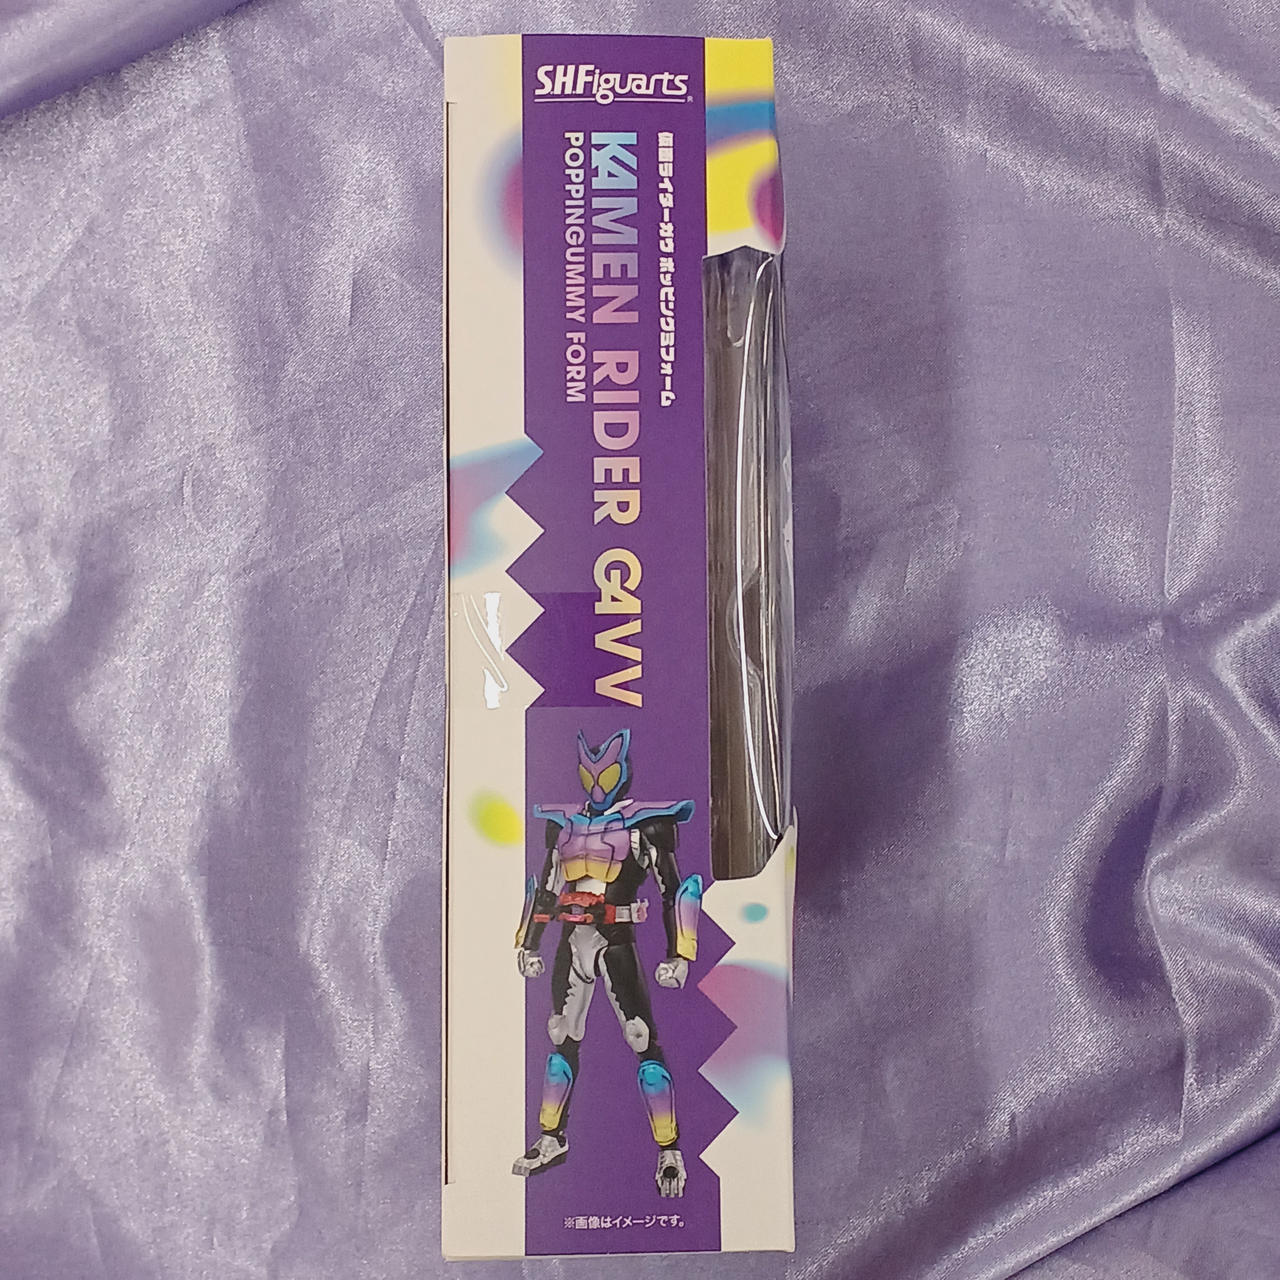 S.H.Figuarts®
仮面ライダーガヴ ポッピングミフォーム
KAMEN RIDER GAVV
POPPINGUMMY FORM
※画像はイメージです。